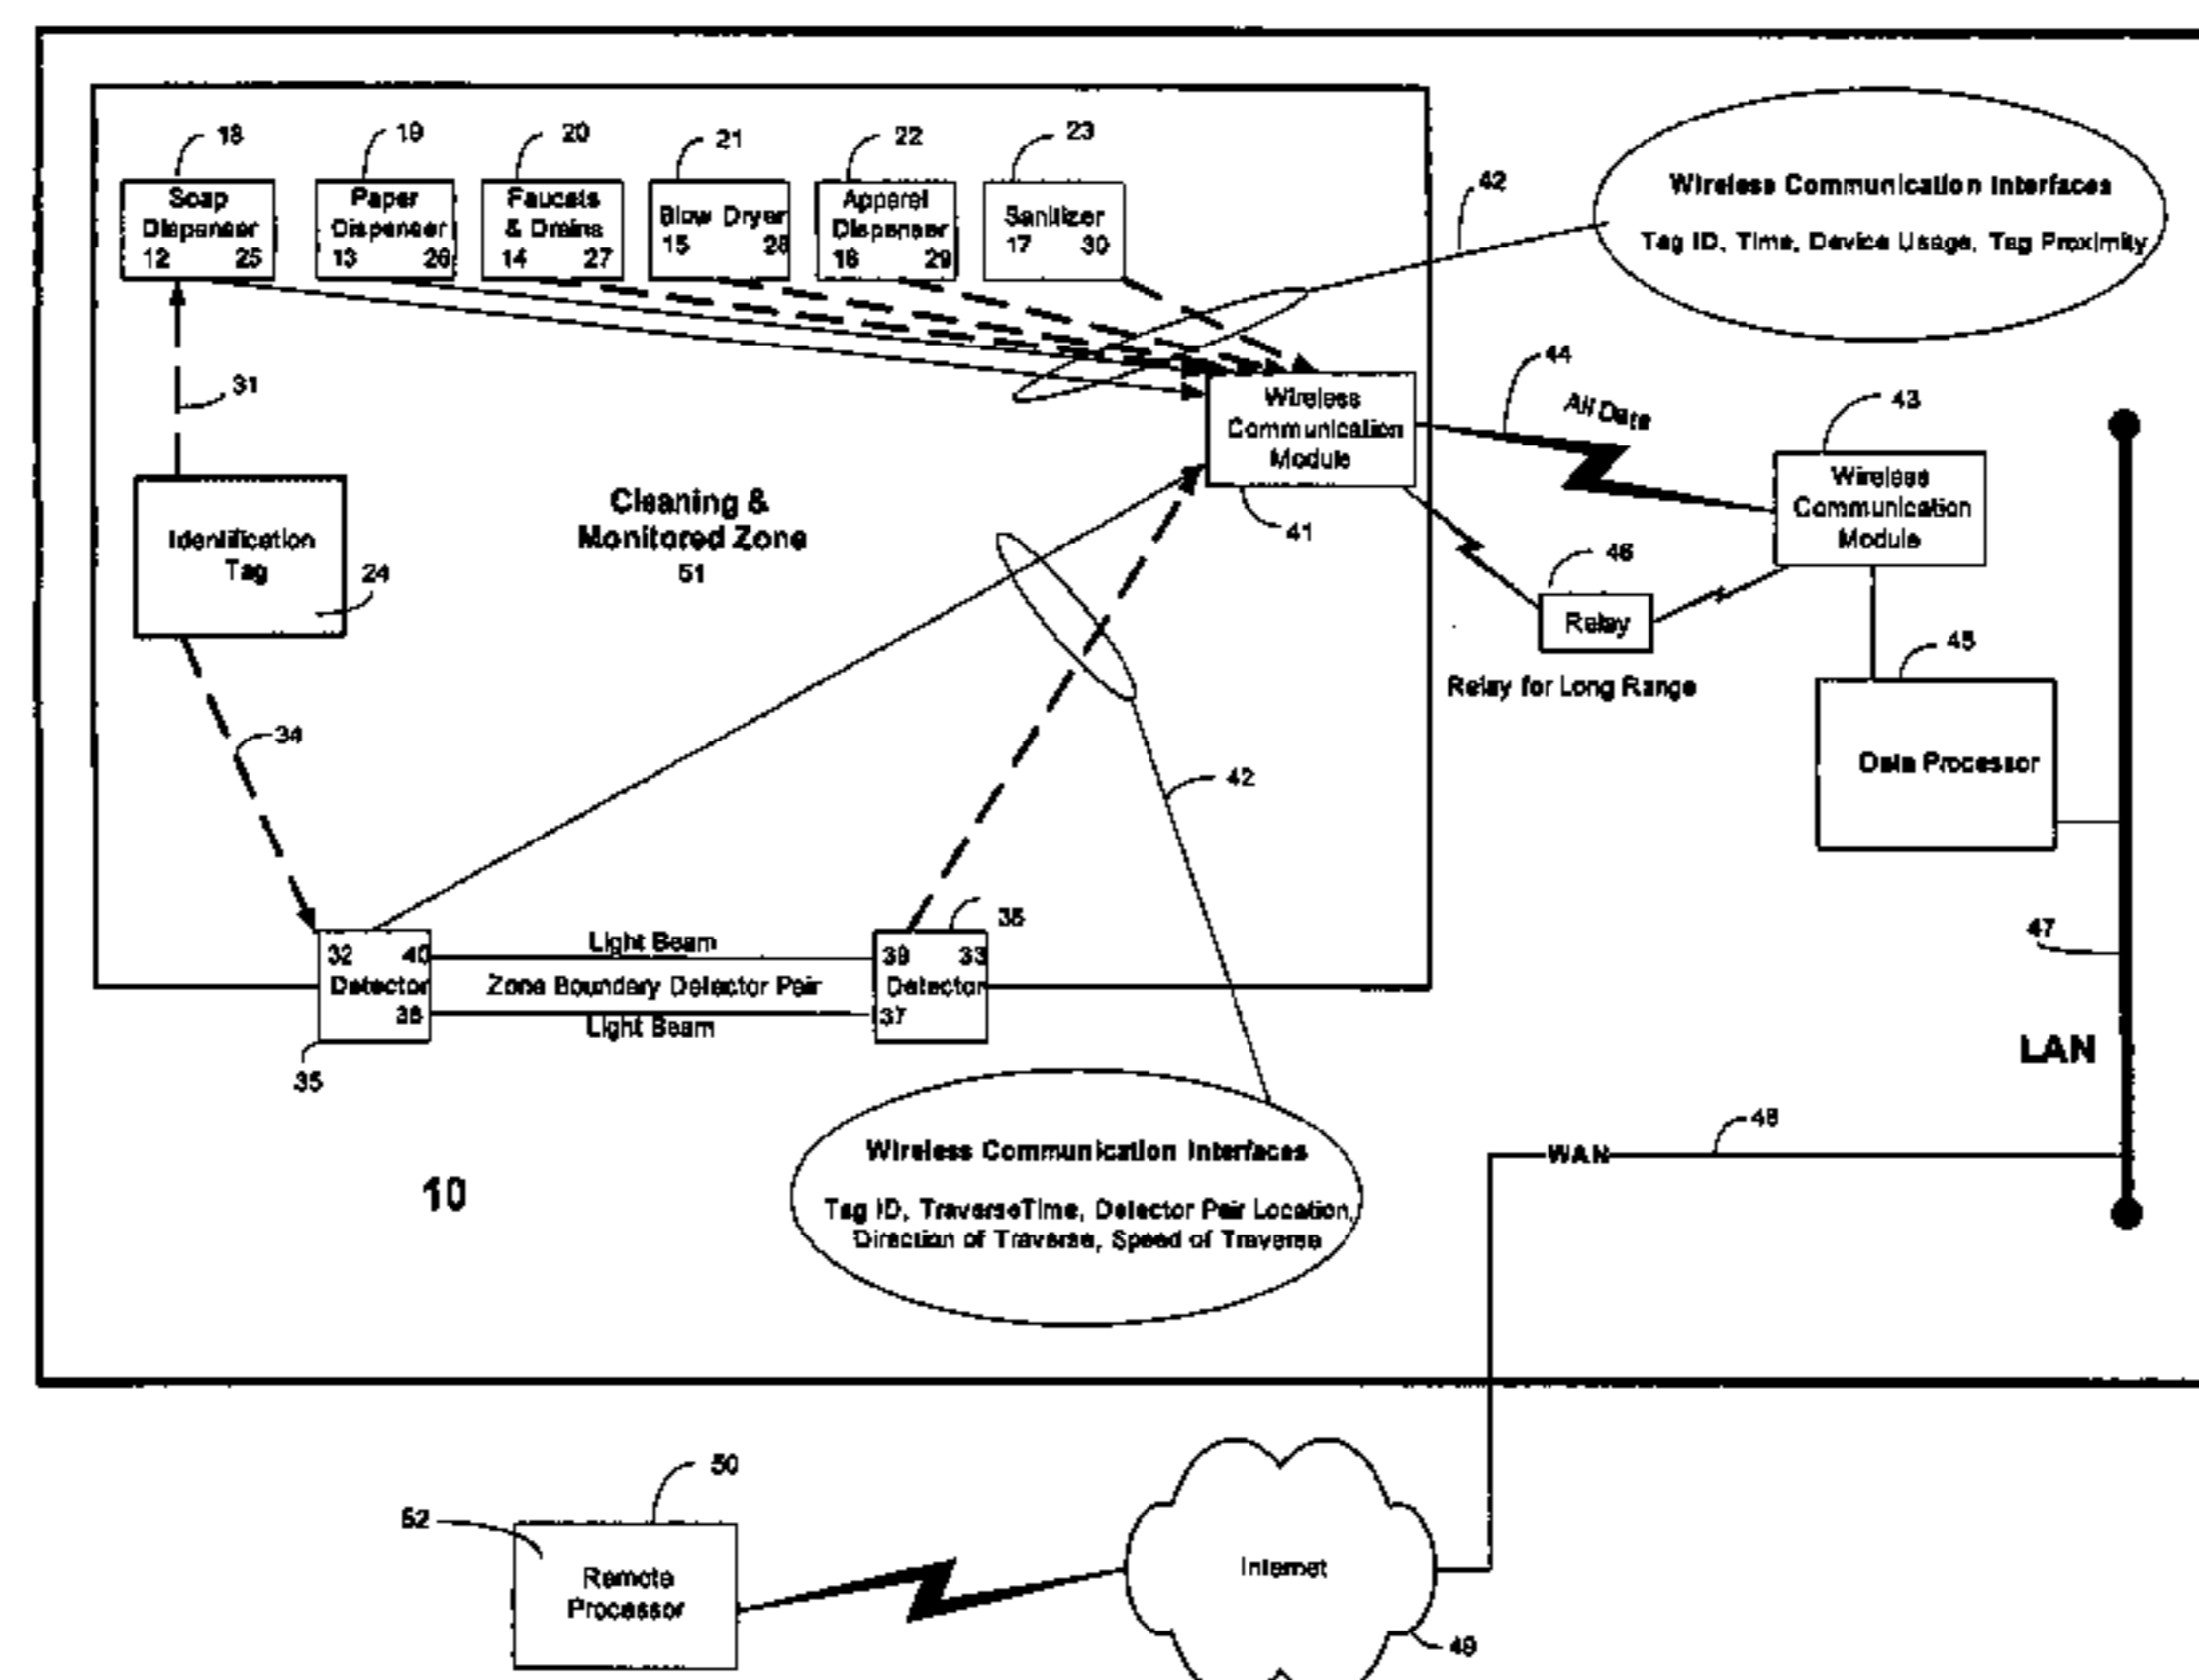 18
19
20
21
22
23
Soap
Dispenser
12 25
Paper
Dispenser
13 26
Faucets
& Drains
14 27
Blow Dryer
15 28
Apparel
Dispenser
16 29
Sanitizer
17 30
42
Wireless Communication Interfaces
Tag ID, Time, Device Usage, Tag Proximity
31
Wireless
Communication
Module
41
44
All Data
43
Wireless
Communication
Module
Identification
Tag
24
Cleaning &
Monitored Zone
51
46
Relay
Relay for Long Range
45
Data Processor
34
42
32 40
Detector
36
35
Light Beam
Zone Boundary Detector Pair
Light Beam
38
39 33
Detector
37
47
LAN
Wireless Communication Interfaces
Tag ID, TraverseTime, Detector Pair Location,
Direction of Traverse, Speed of Traverse
10
WAN
48
50
52
Remote
Processor
Internet
49